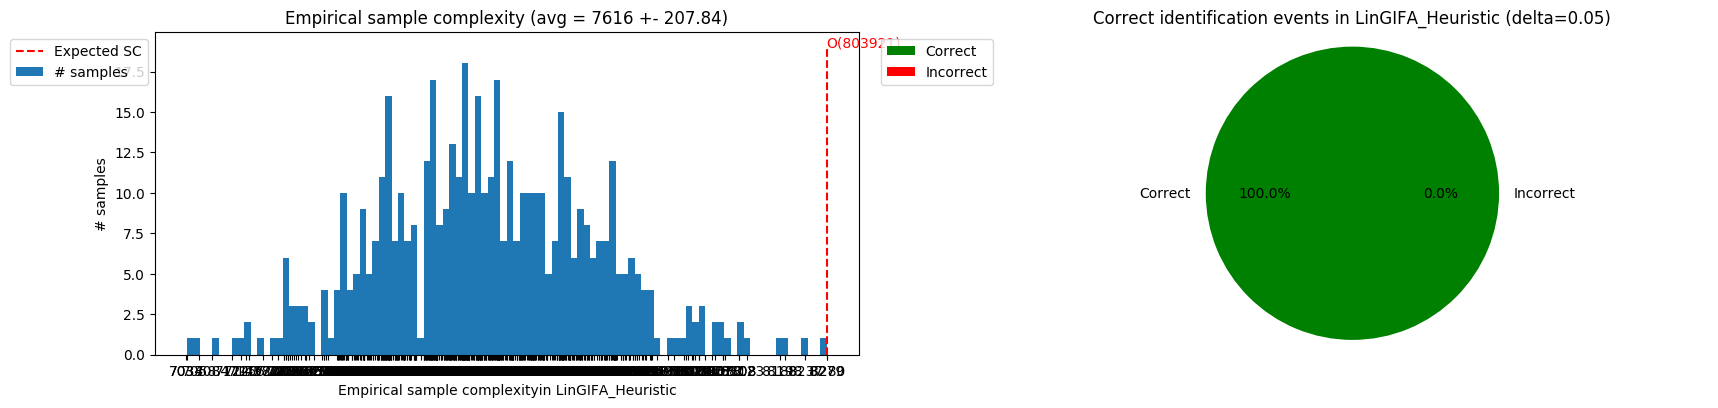 Empirical sample complexity (avg = 7616 +- 207.84)
Expected SC
# samples
O(803921)
17.5
15.0
12.5
10.0
7.5
5.0
2.5
0.0
# samples
Empirical sample complexityin LinGIFA_Heuristic
Correct identification events in LinGIFA_Heuristic (delta=0.05)
Correct
Incorrect
Correct
100.0%
0.0%
Incorrect